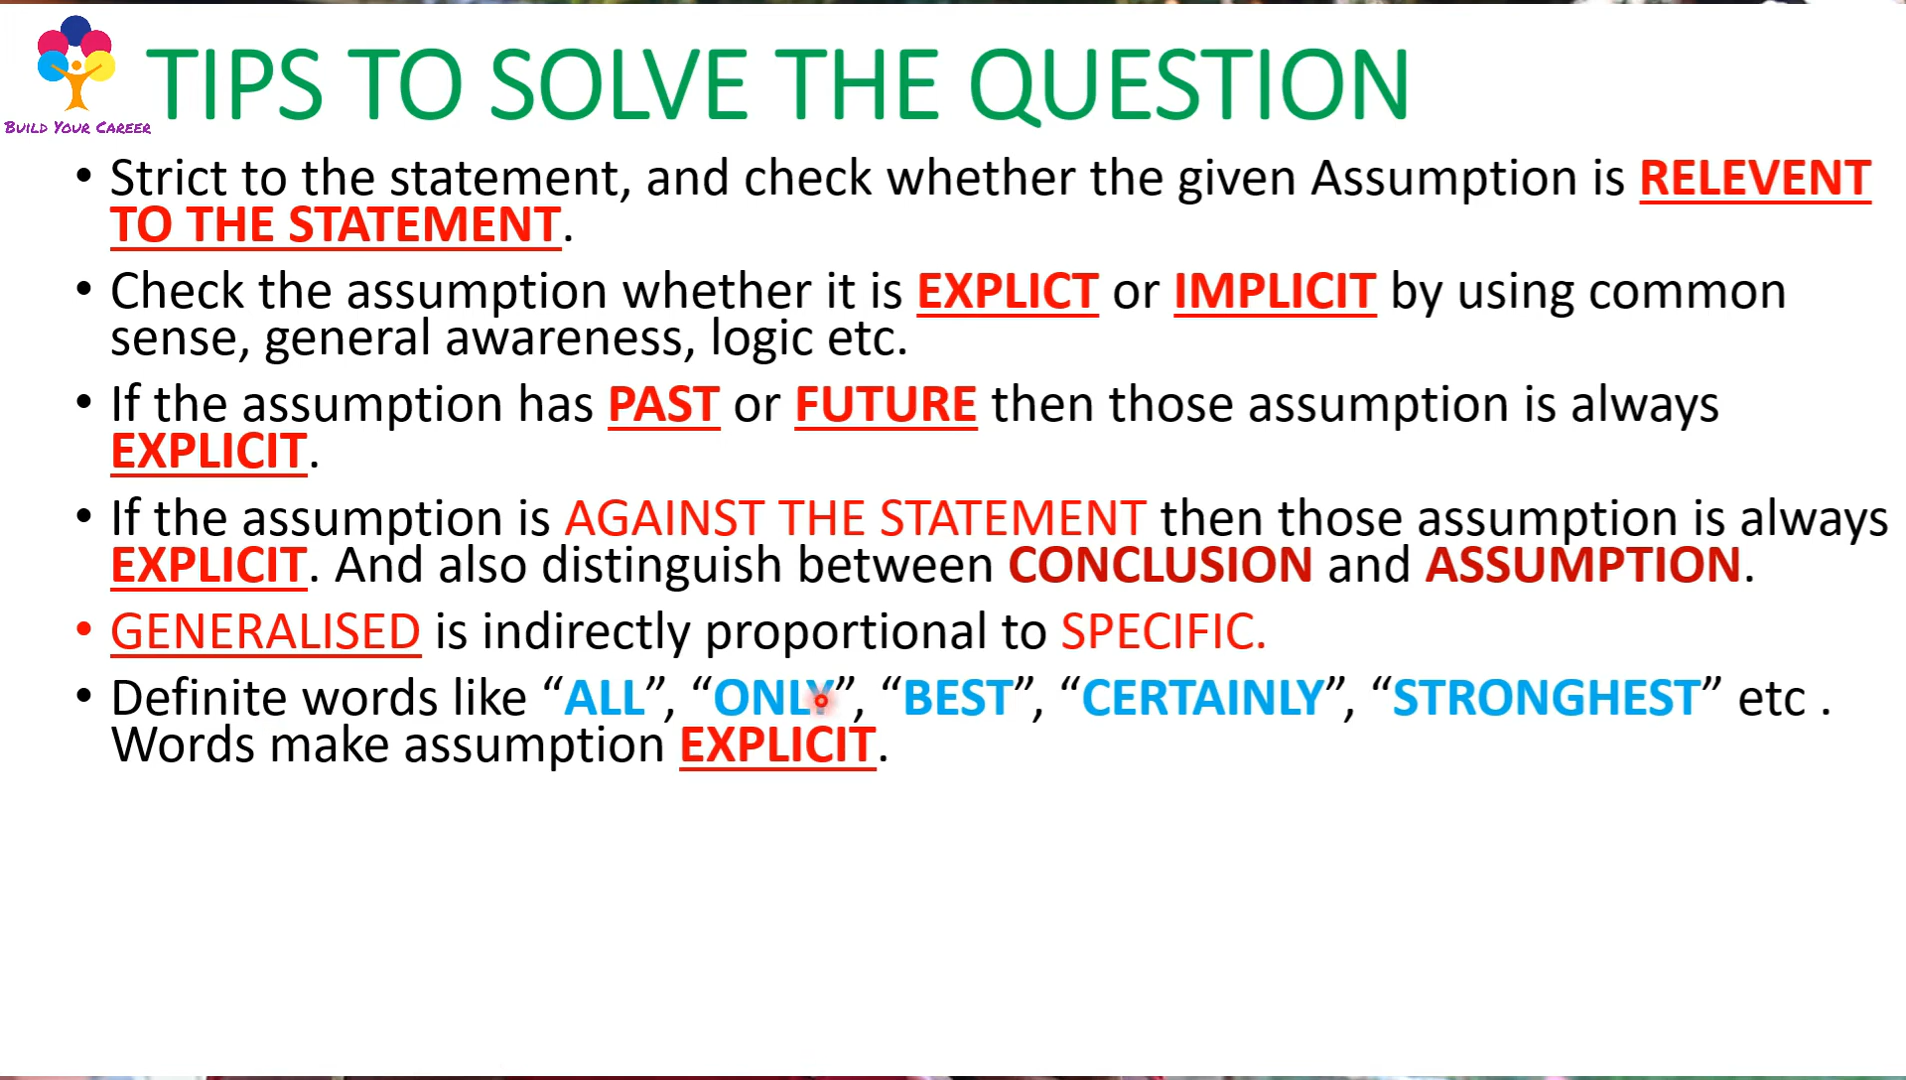 TIPS TO SOLVE THE QUESTION
BUILD YOUR CAREER
• Strict to the statement, and check whether the given Assumption is RELEVENT
TO THE STATEMENT.
• Check the assumption whether it is EXPLICT or IMPLICIT by using common
sense, general awareness, logic etc.
• If the assumption has PAST or FUTURE then those assumption is always
EXPLICIT.
• If the assumption is AGAINST THE STATEMENT then those assumption is always
EXPLICIT. And also distinguish between CONCLUSION and ASSUMPTION.
• GENERALISED is indirectly proportional to SPECIFIC.
• Definite words like “ALL”, “ONLY”, “BEST”, “CERTAINLY”, “STRONGHEST” etc .
Words make assumption EXPLICIT.